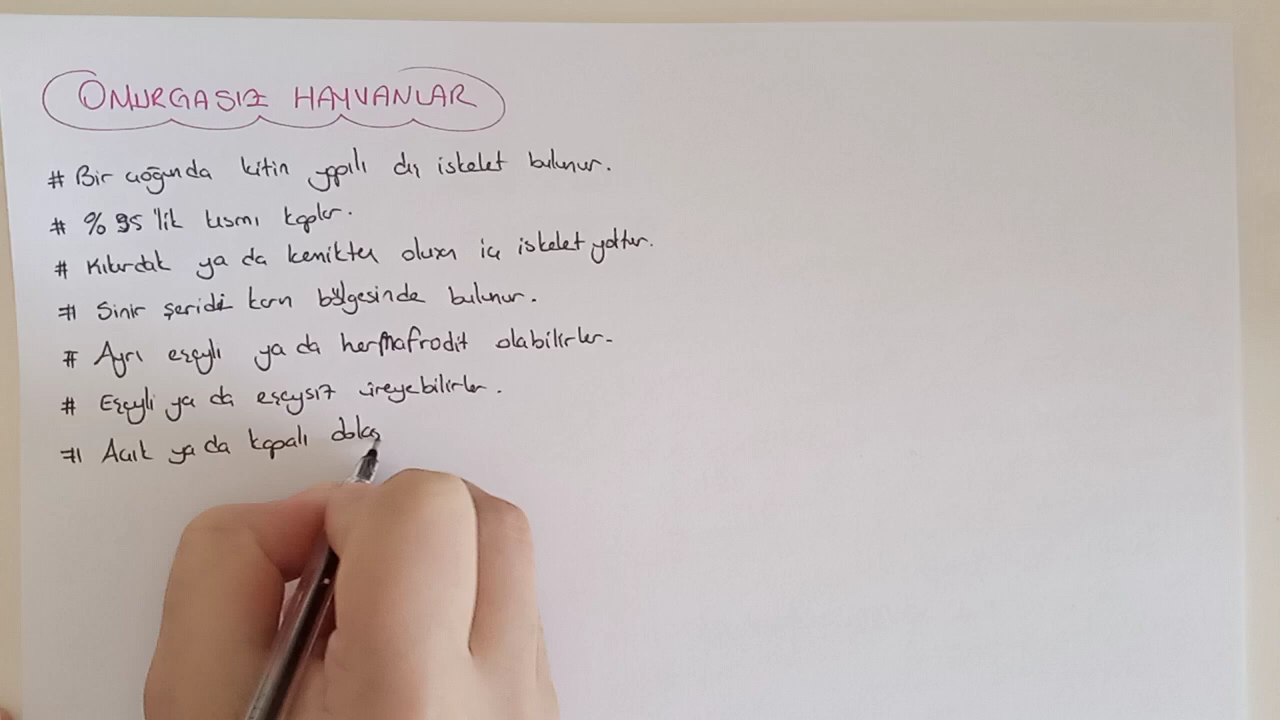 OMURGASIZ HAYVANLAR
# Bir çoğunda kitin yapılı dış iskelet bulunur.
# % 95'lik kısmı kaplar.
# Kıkırdak ya da kemikten oluşan iç iskelet yoktur.
# Sinir şeridi karın bölgesinde bulunur.
# Ayrı eşeyli ya da hermafrodit olabilirler.
# Eşeyli ya da eşeysiz üreyebilirler.
# Açık ya da kapalı dolaş